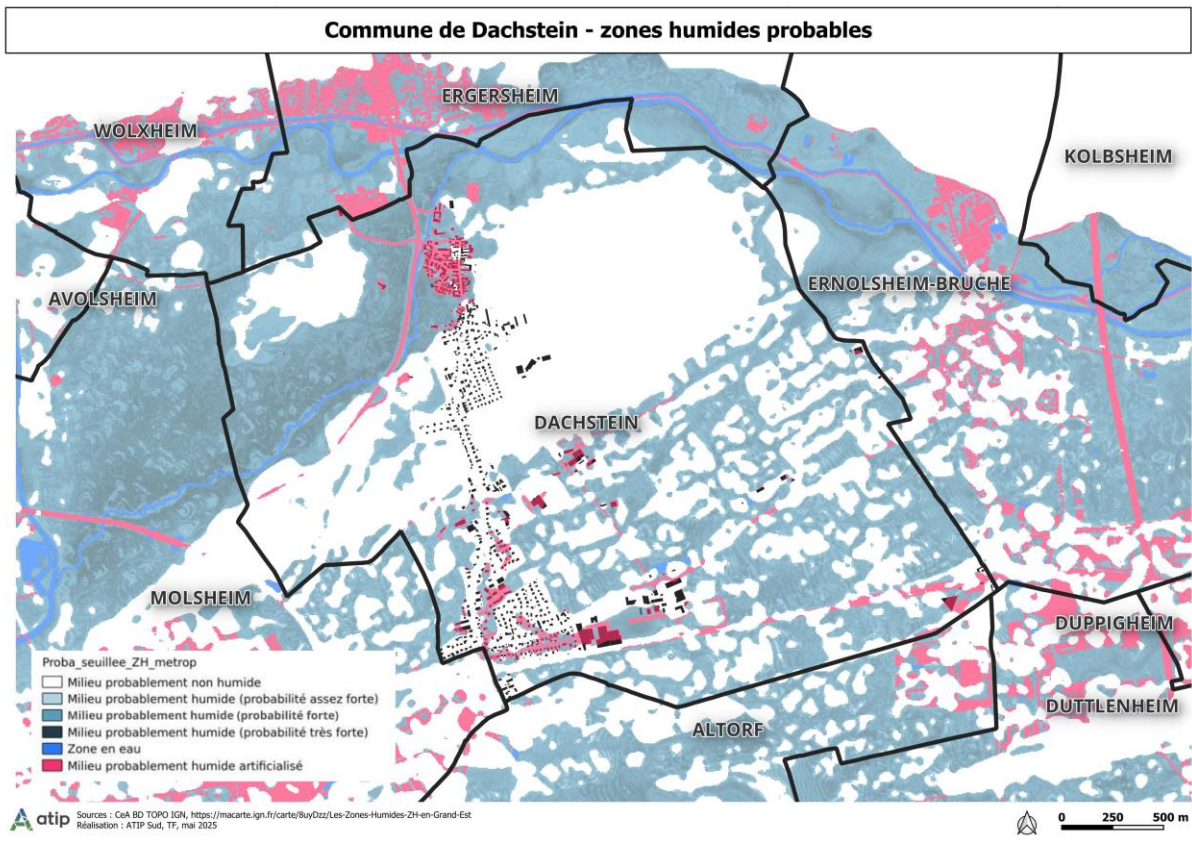 Commune de Dachstein - zones humides probables
ERGERSHEIM
WOLXHEIM
KOLBSHEIM
AVOLSHEIM
ERNOLSHEIM-BRUCHE
DACHSTEIN
MOLSHEIM
DUPPIGHEIM
DUTTLENHEIM
ALTORF
Proba_seuillee_ZH_metrop
Milieu probablement non humide
Milieu probablement humide (probabilité assez forte)
Milieu probablement humide (probabilité forte)
Milieu probablement humide (probabilité très forte)
Zone en eau
Milieu probablement humide artificialisé
atip
Sources : CeA BD TOPO IGN, https://macarte.ign.fr/carte/8uyDzz/Les-Zones-Humides-ZH-en-Grand-Est
Réalisation : ATIP Sud, TF, mai 2025
0 250 500 m